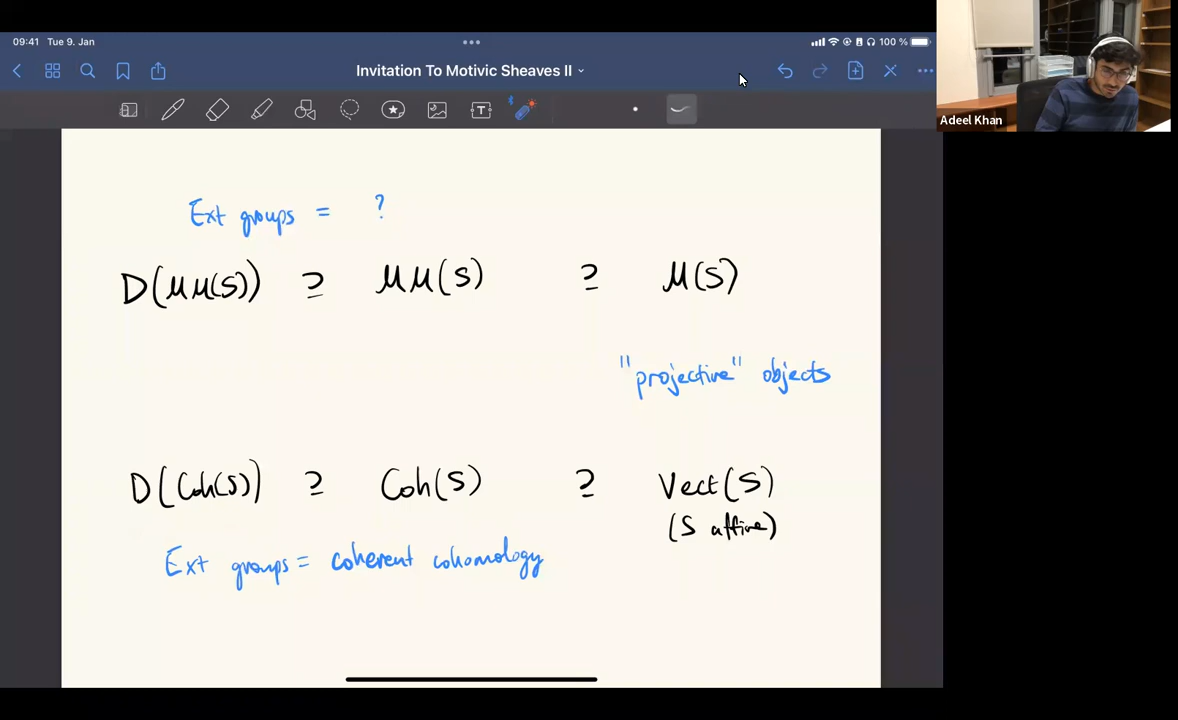 09:41 Tue 9. Jan
100 %
Invitation To Motivic Sheaves II
Adeel Khan
Ext groups = ?
D(MM(S)) ⊇ MM(S) ⊇ M(S)
"projective" objects
D(Coh(S)) ⊇ Coh(S) ⊇ Vect(S)
(S affine)
Ext groups = coherent cohomology